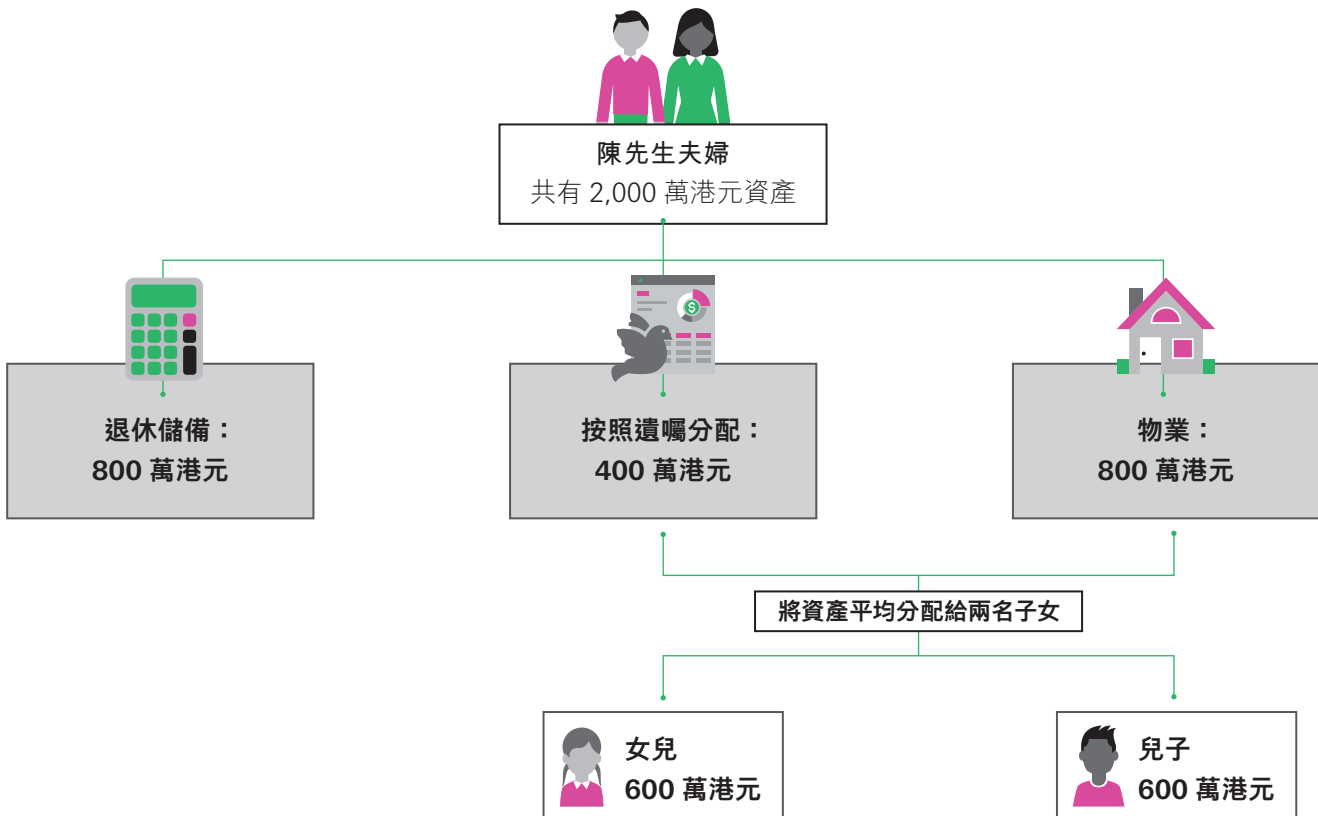 陳先生夫婦
共有 2,000 萬港元資產
$
退休儲備：
800 萬港元
按照遺囑分配：
400 萬港元
物業：
800 萬港元
將資產平均分配給兩名子女
女兒
600 萬港元
兒子
600 萬港元